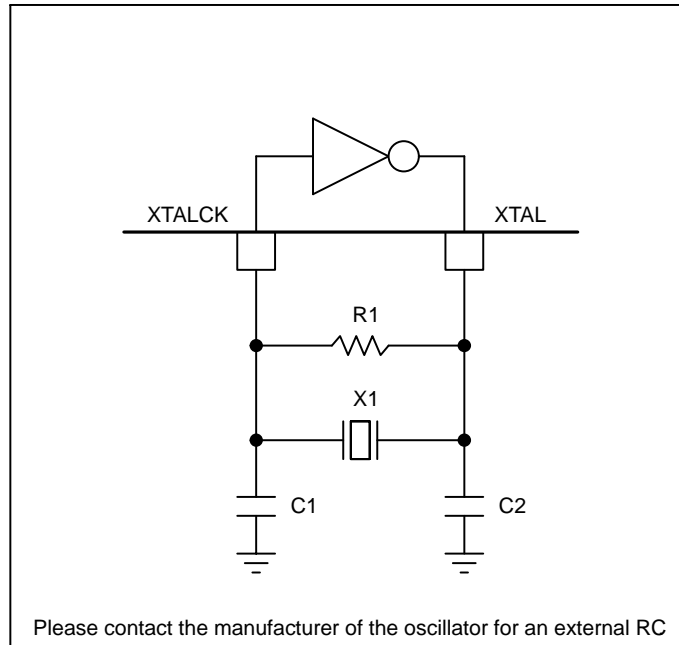 XTALCK XTAL
R1
X1
C1 C2
Please contact the manufacturer of the oscillator for an external RC